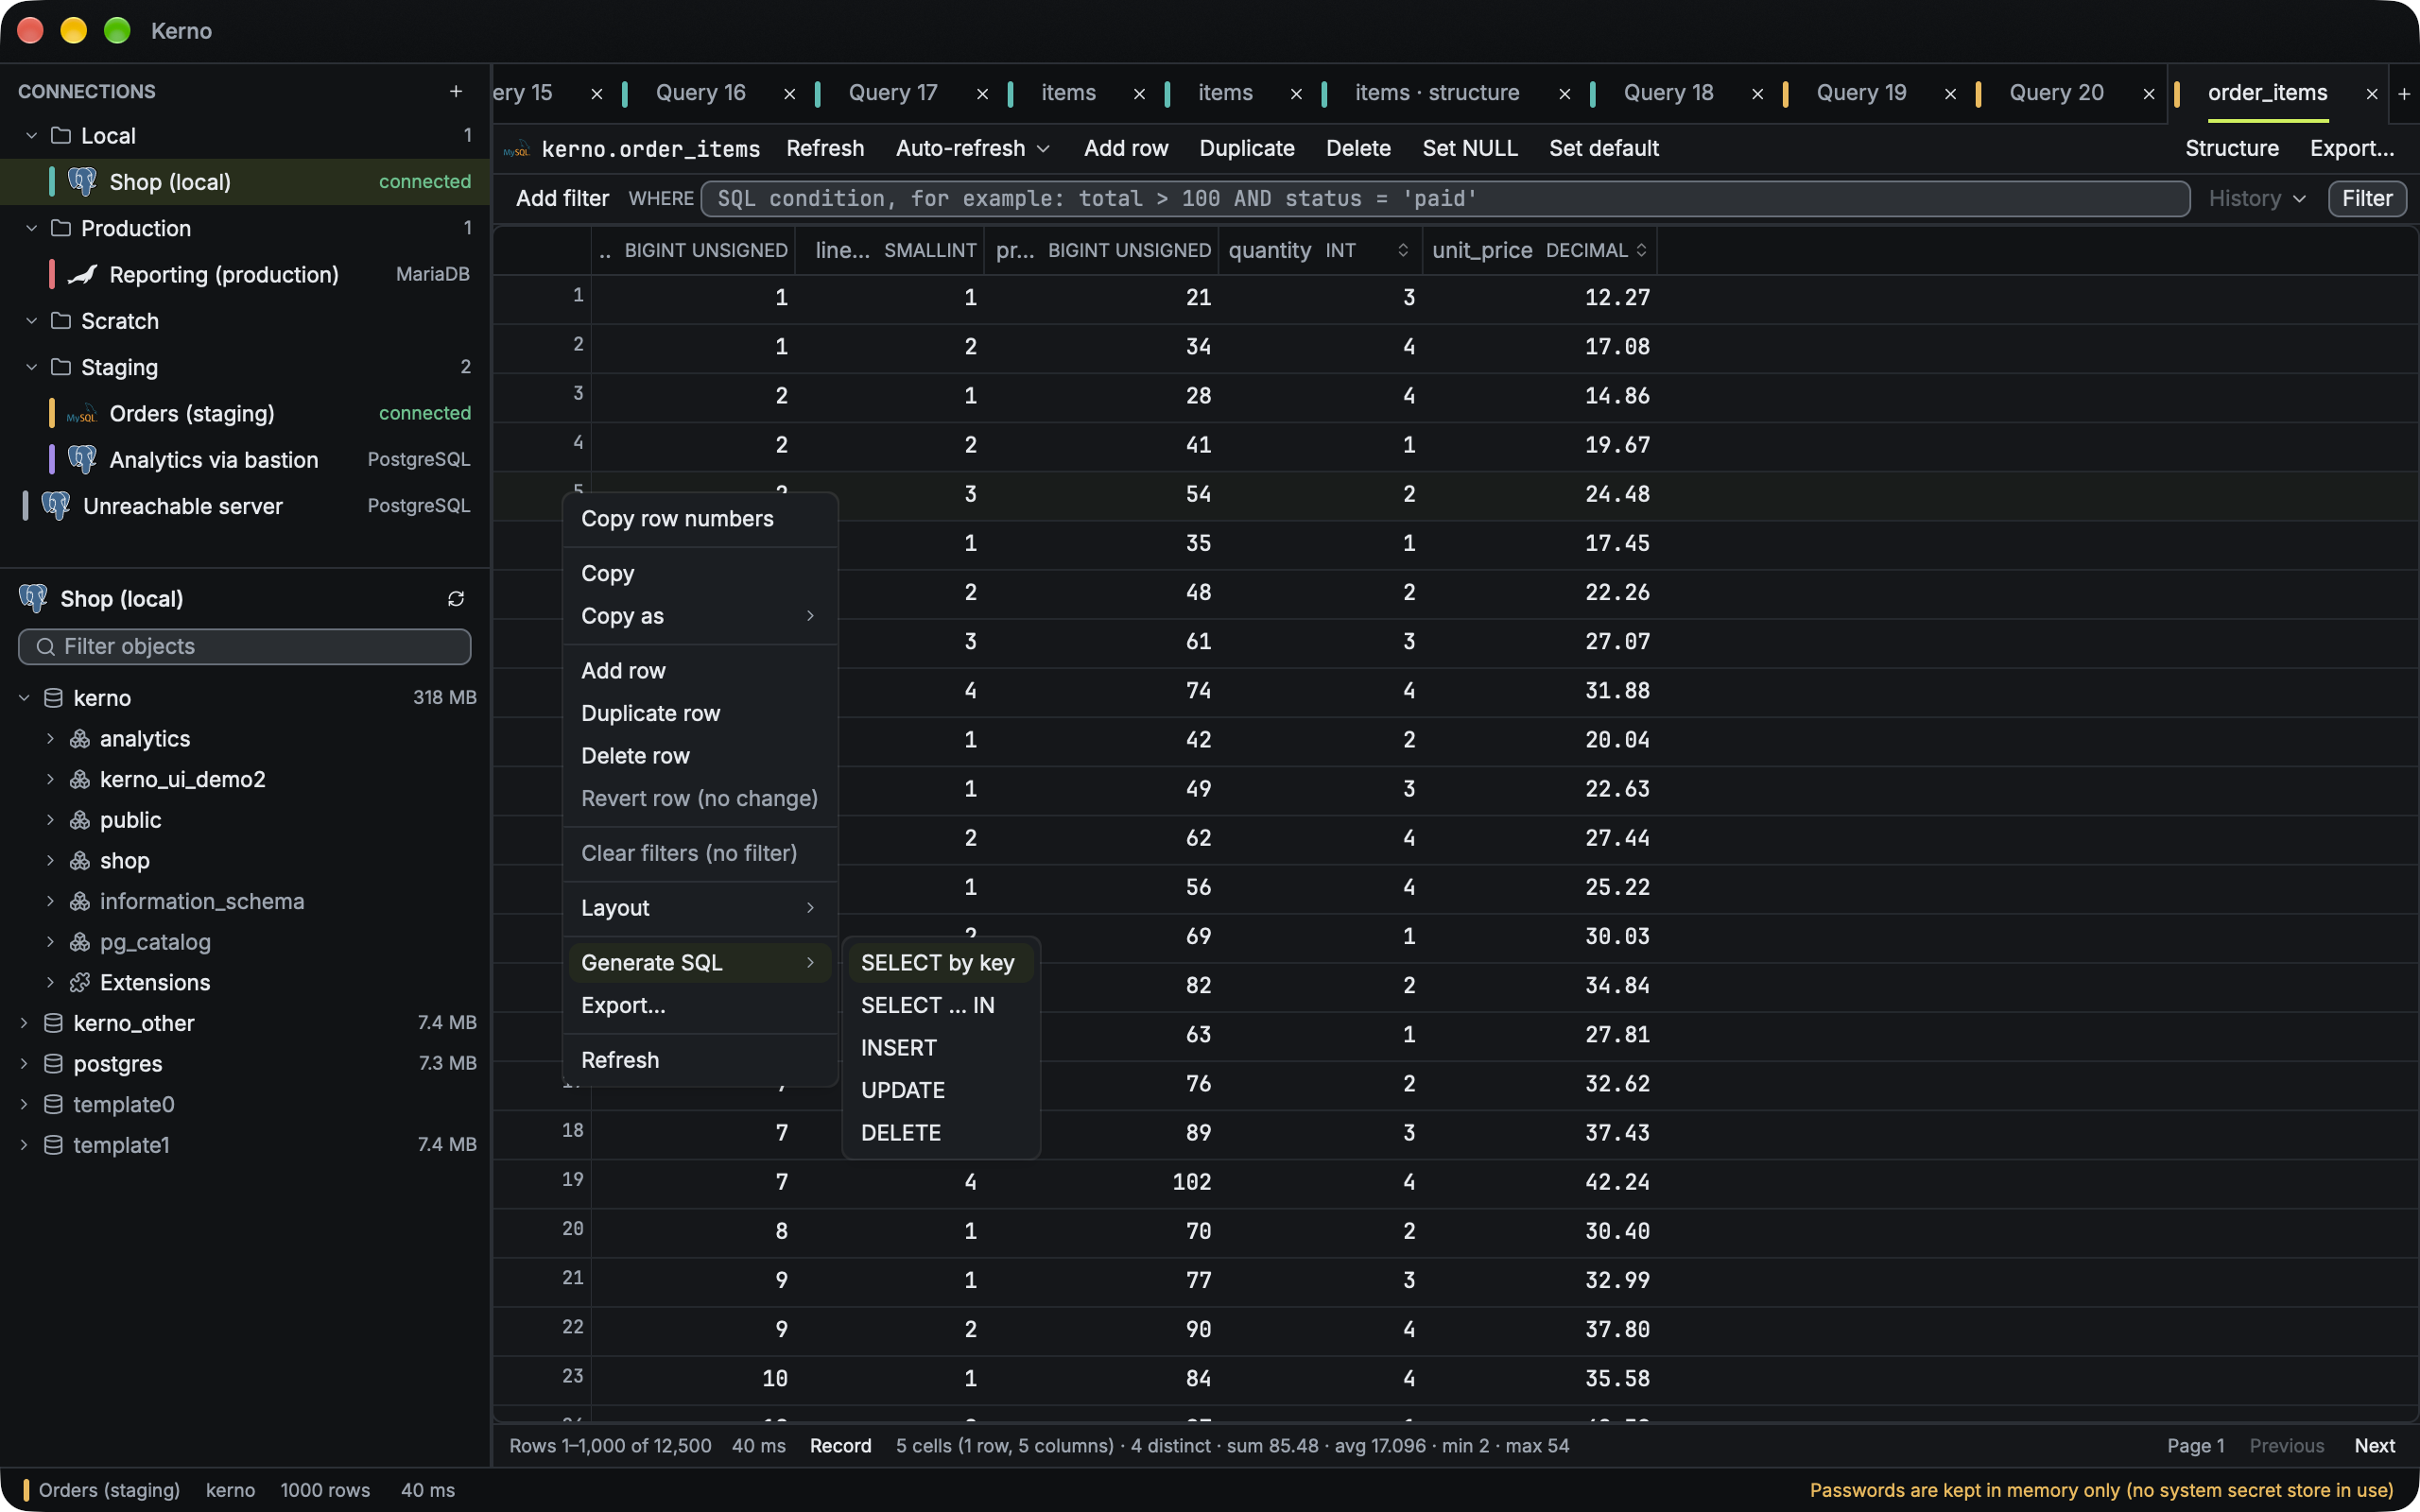 Kerno
CONNECTIONS +
Local 1
Shop (local) connected
Production 1
Reporting (production) MariaDB
Scratch
Staging 2
MySQL Orders (staging) connected
Analytics via bastion PostgreSQL
Unreachable server PostgreSQL
Shop (local)
Filter objects
kerno 318 MB
analytics
kerno_ui_demo2
public
shop
information_schema
pg_catalog
Extensions
kerno_other 7.4 MB
postgres 7.3 MB
template0
template1 7.4 MB
ery 15 × Query 16 × Query 17 × items × items × items · structure × Query 18 × Query 19 × Query 20 × order_items × +
MySQL kerno.order_items Refresh Auto-refresh Add row Duplicate Delete Set NULL Set default Structure Export...
Add filter WHERE SQL condition, for example: total > 100 AND status = 'paid' History Filter
.. BIGINT UNSIGNED line... SMALLINT pr... BIGINT UNSIGNED quantity INT unit_price DECIMAL
1 1 1 21 3 12.27
2 1 2 34 4 17.08
3 2 1 28 4 14.86
4 2 2 41 1 19.67
5 2 3 54 2 24.48
1 35 1 17.45
2 48 2 22.26
3 61 3 27.07
4 74 4 31.88
1 42 2 20.04
1 49 3 22.63
2 62 4 27.44
1 56 4 25.22
2 69 1 30.03
82 2 34.84
63 1 27.81
76 2 32.62
18 7 89 3 37.43
19 7 4 102 4 42.24
20 8 1 70 2 30.40
21 9 1 77 3 32.99
22 9 2 90 4 37.80
23 10 1 84 4 35.58
Copy row numbers
Copy
Copy as
Add row
Duplicate row
Delete row
Revert row (no change)
Clear filters (no filter)
Layout
Generate SQL
Export...
Refresh
SELECT by key
SELECT ... IN
INSERT
UPDATE
DELETE
Rows 1–1,000 of 12,500 40 ms Record 5 cells (1 row, 5 columns) · 4 distinct · sum 85.48 · avg 17.096 · min 2 · max 54 Page 1 Previous Next
Orders (staging) kerno 1000 rows 40 ms Passwords are kept in memory only (no system secret store in use)